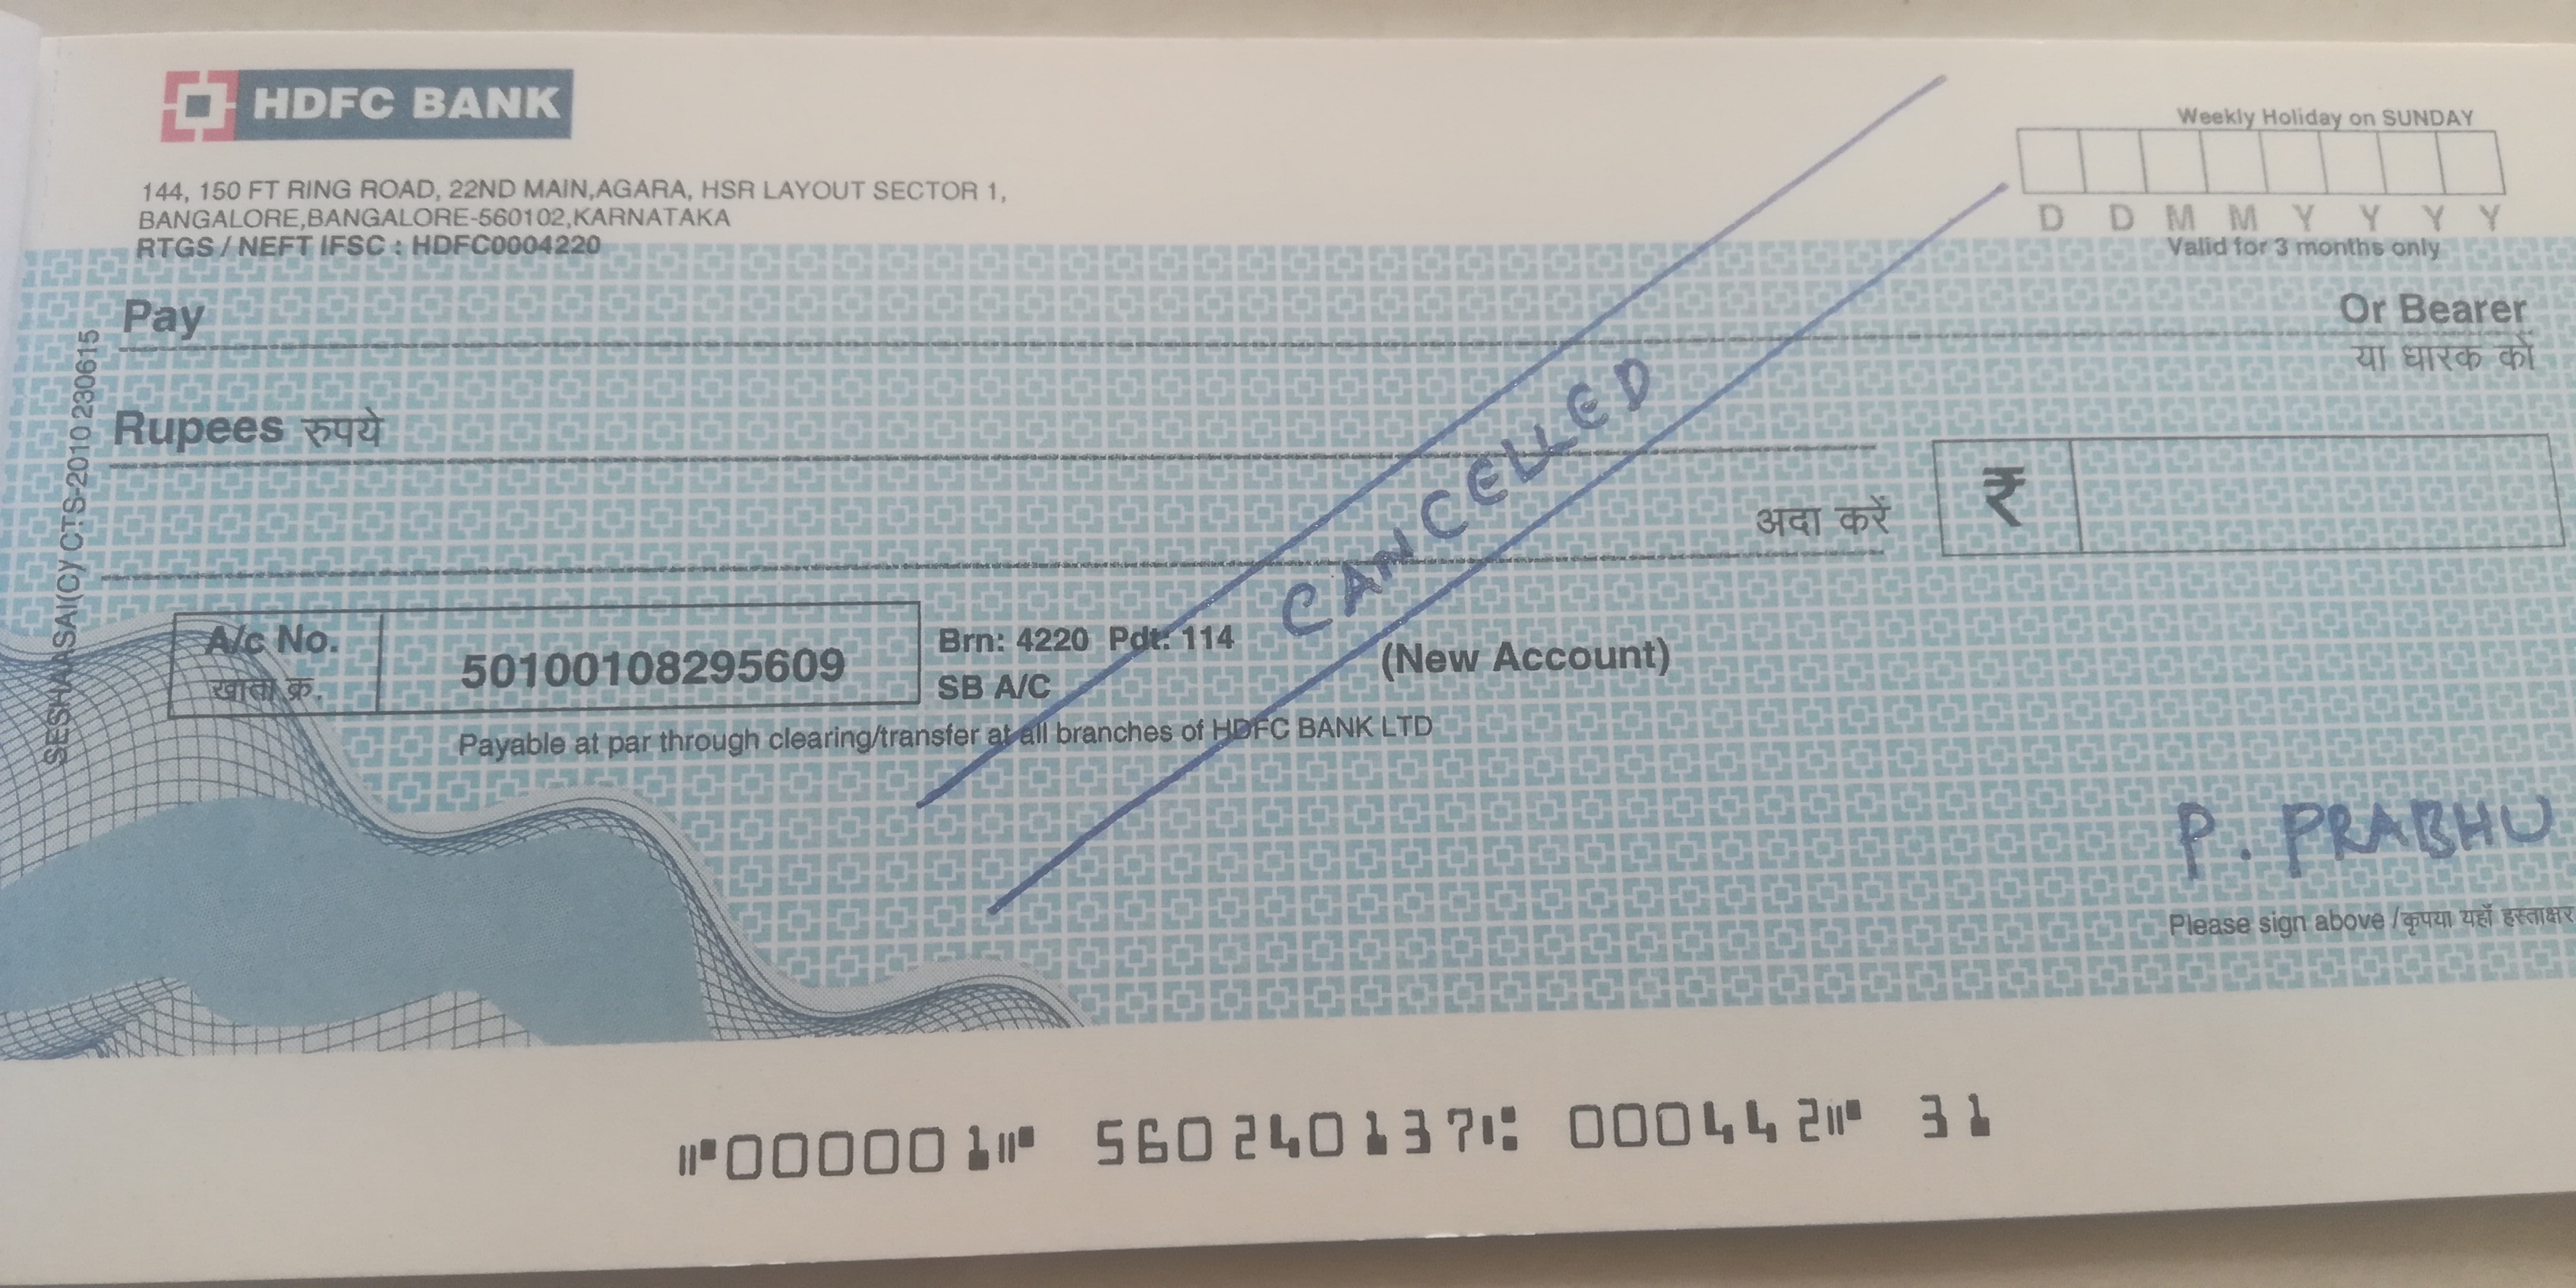 HDFC BANK
Weekly Holiday on SUNDAY
144, 150 FT RING ROAD, 22ND MAIN,AGARA, HSR LAYOUT SECTOR 1,
BANGALORE,BANGALORE-560102,KARNATAKA
RTGS / NEFT IFSC : HDFC0004220
D D M M Y Y Y Y
Valid for 3 months only
Pay
Or Bearer
या धारक को
Rupees रुपये
CANCELLED
अदा करें
₹
A/c No.
खाता क्र.
50100108295609
Brn: 4220 Pdt: 114
SB A/C
(New Account)
Payable at par through clearing/transfer at all branches of HDFC BANK LTD
P. PRABHU
Please sign above /कृपया यहाँ हस्ताक्षर
SESHAASAI(C) CTS-2010 230615
⑈000001⑈ 560240137⑆ 000442⑈ 31